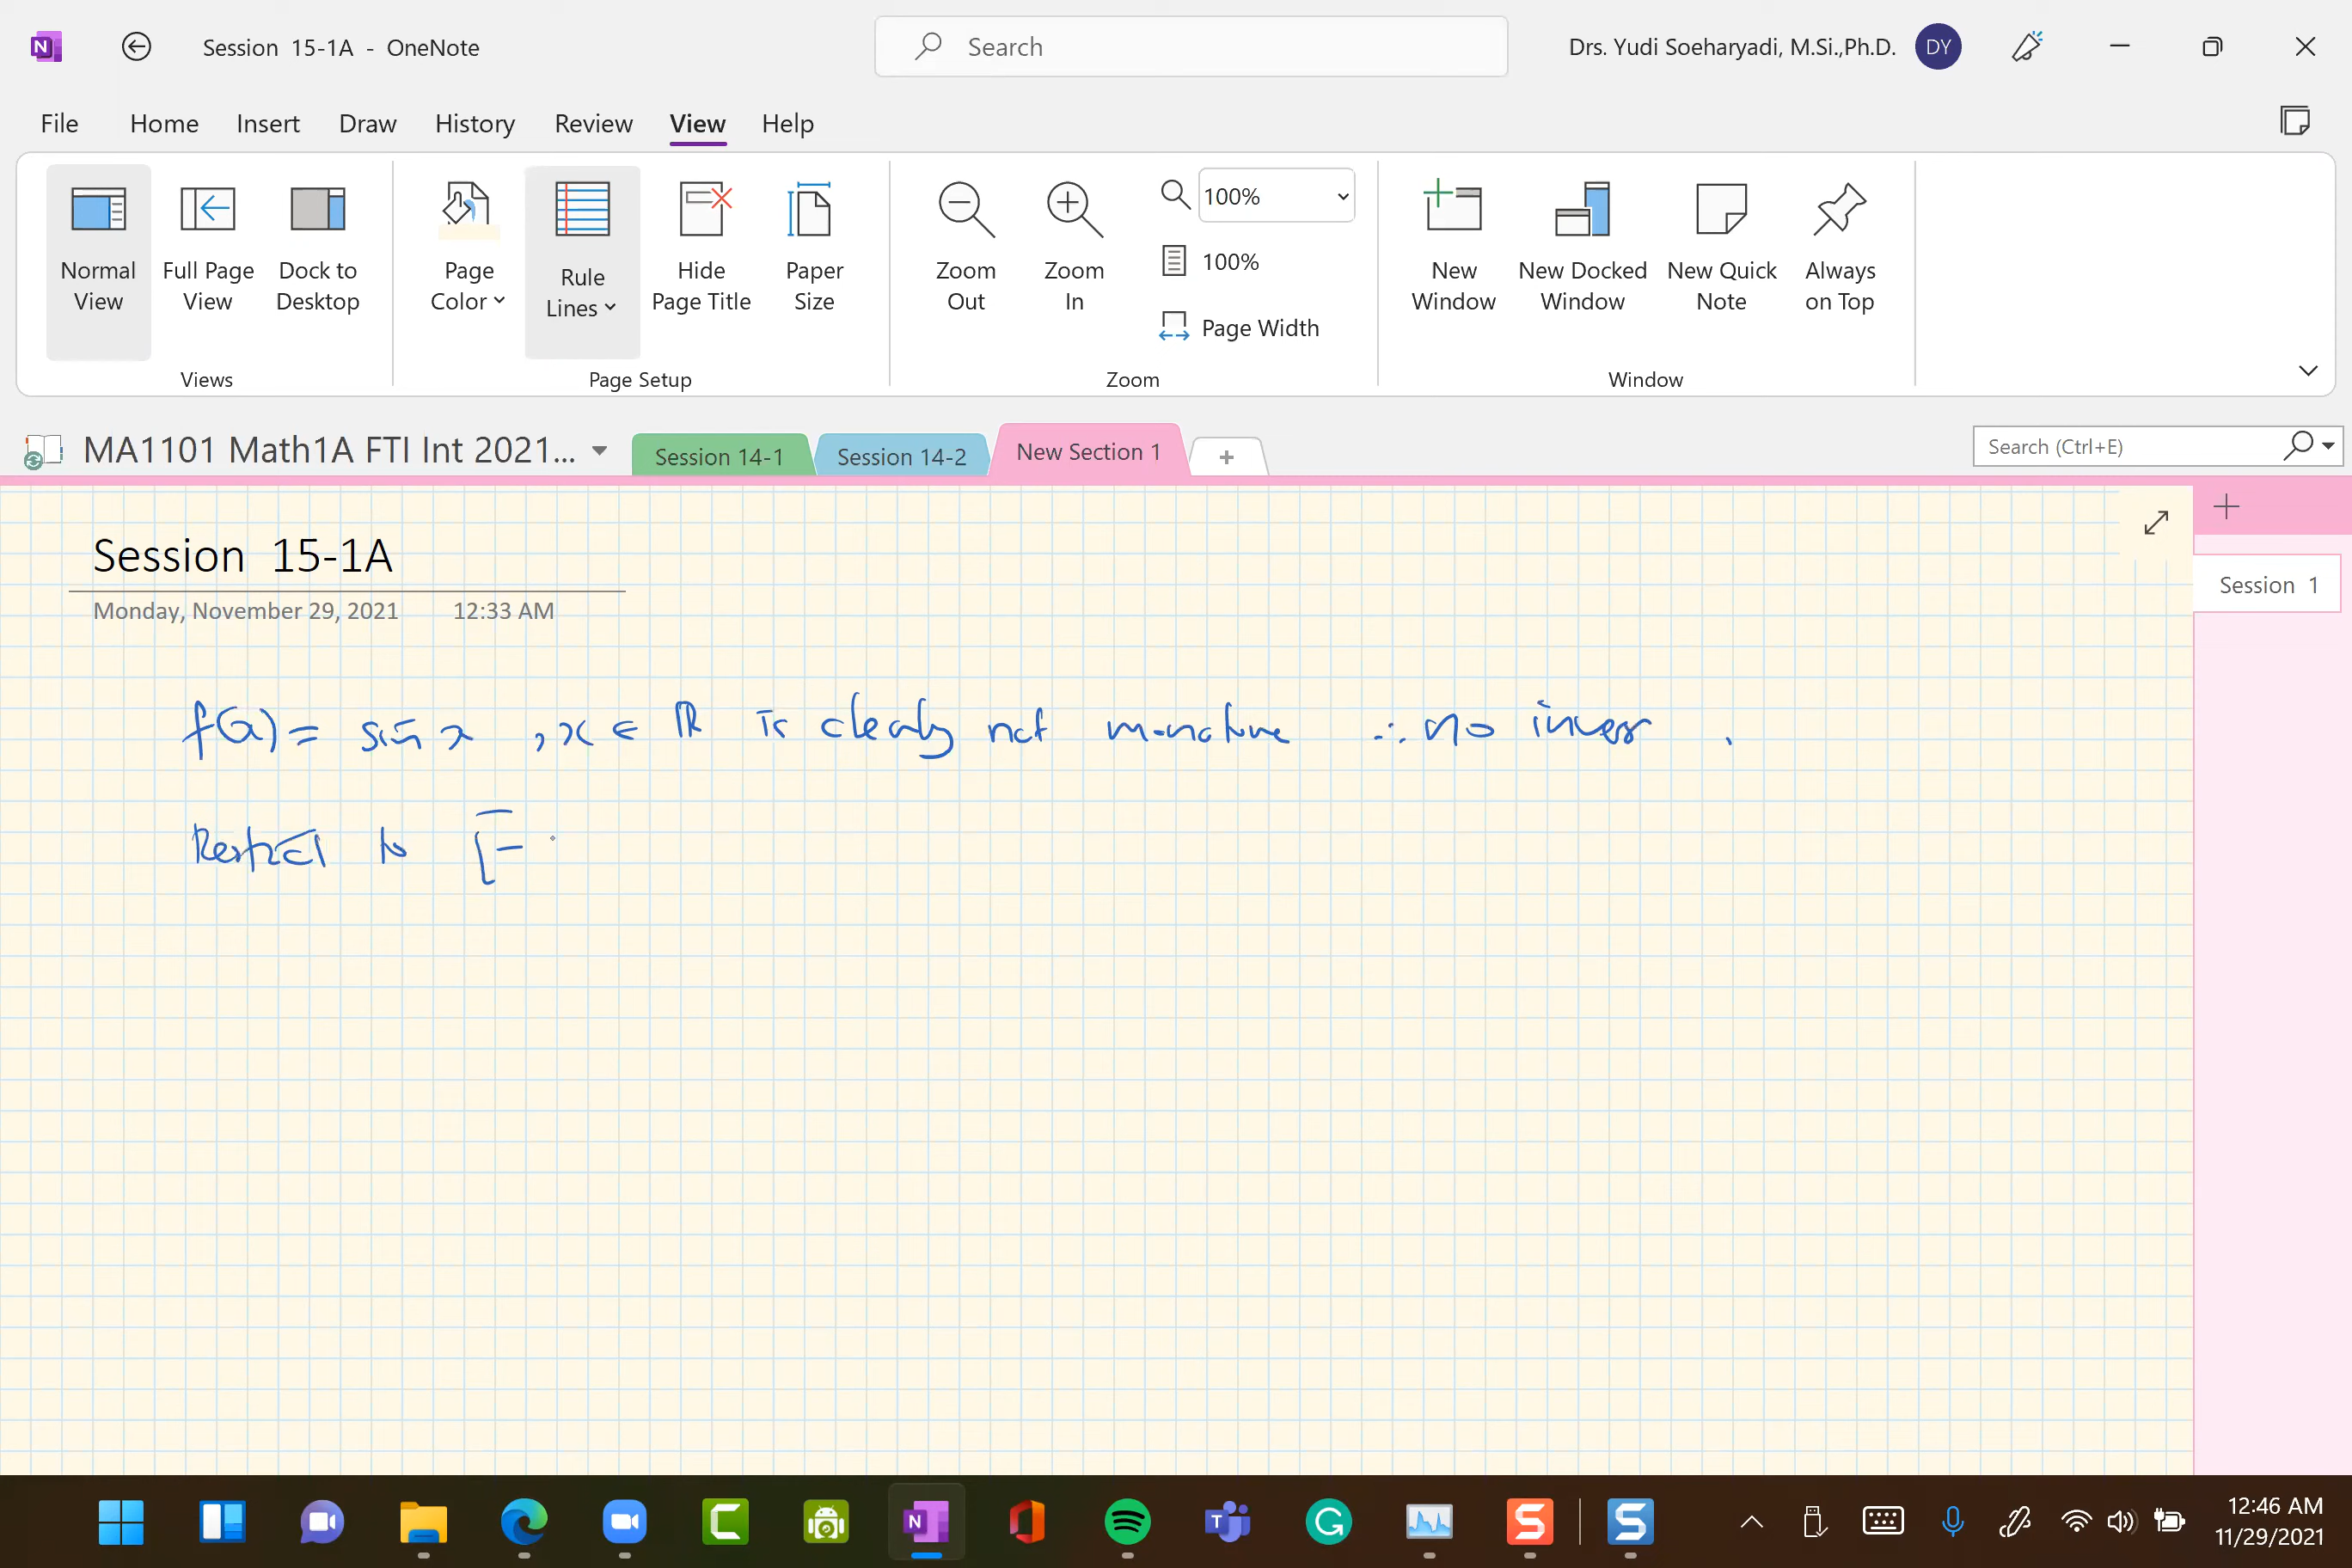 Session 15-1A - OneNote
Search
Drs. Yudi Soeharyadi, M.Si.,Ph.D. DY
File Home Insert Draw History Review View Help
Normal View
Full Page View
Dock to Desktop
Views
Page Color
Rule Lines
Hide Page Title
Paper Size
Page Setup
Zoom Out
Zoom In
100%
100%
Page Width
Zoom
New Window
New Docked Window
New Quick Note
Always on Top
Window
MA1101 Math1A FTI Int 2021...
Session 14-1
Session 14-2
New Section 1
Search (Ctrl+E)
Session 15-1A
Monday, November 29, 2021 12:33 AM
Session 1
f(x) = sin x , x ∈ ℝ is clearly not monotone ∴ no invers .
Restrict to [-
12:46 AM
11/29/2021